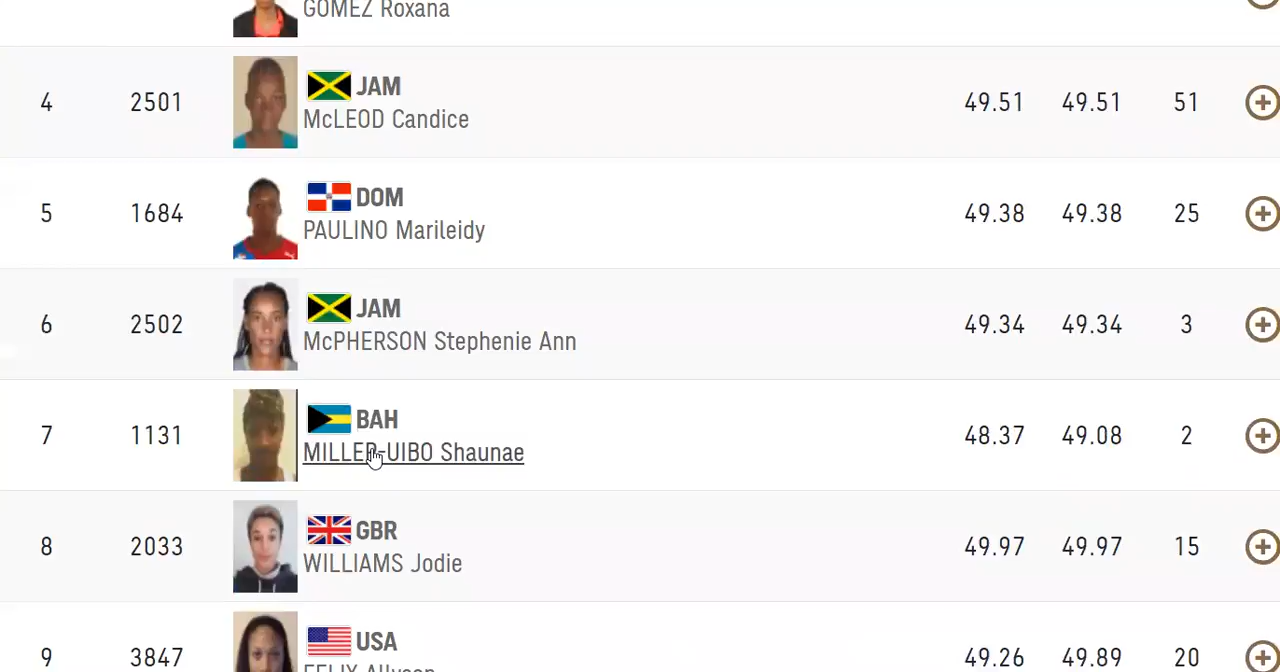 GOMEZ Roxana
4 2501 JAM 49.51 49.51 51
McLEOD Candice
5 1684 DOM 49.38 49.38 25
PAULINO Marileidy
6 2502 JAM 49.34 49.34 3
McPHERSON Stephenie Ann
7 1131 BAH 48.37 49.08 2
MILLER-UIBO Shaunae
8 2033 GBR 49.97 49.97 15
WILLIAMS Jodie
9 3847 USA 49.26 49.89 20
FELIX Allyson